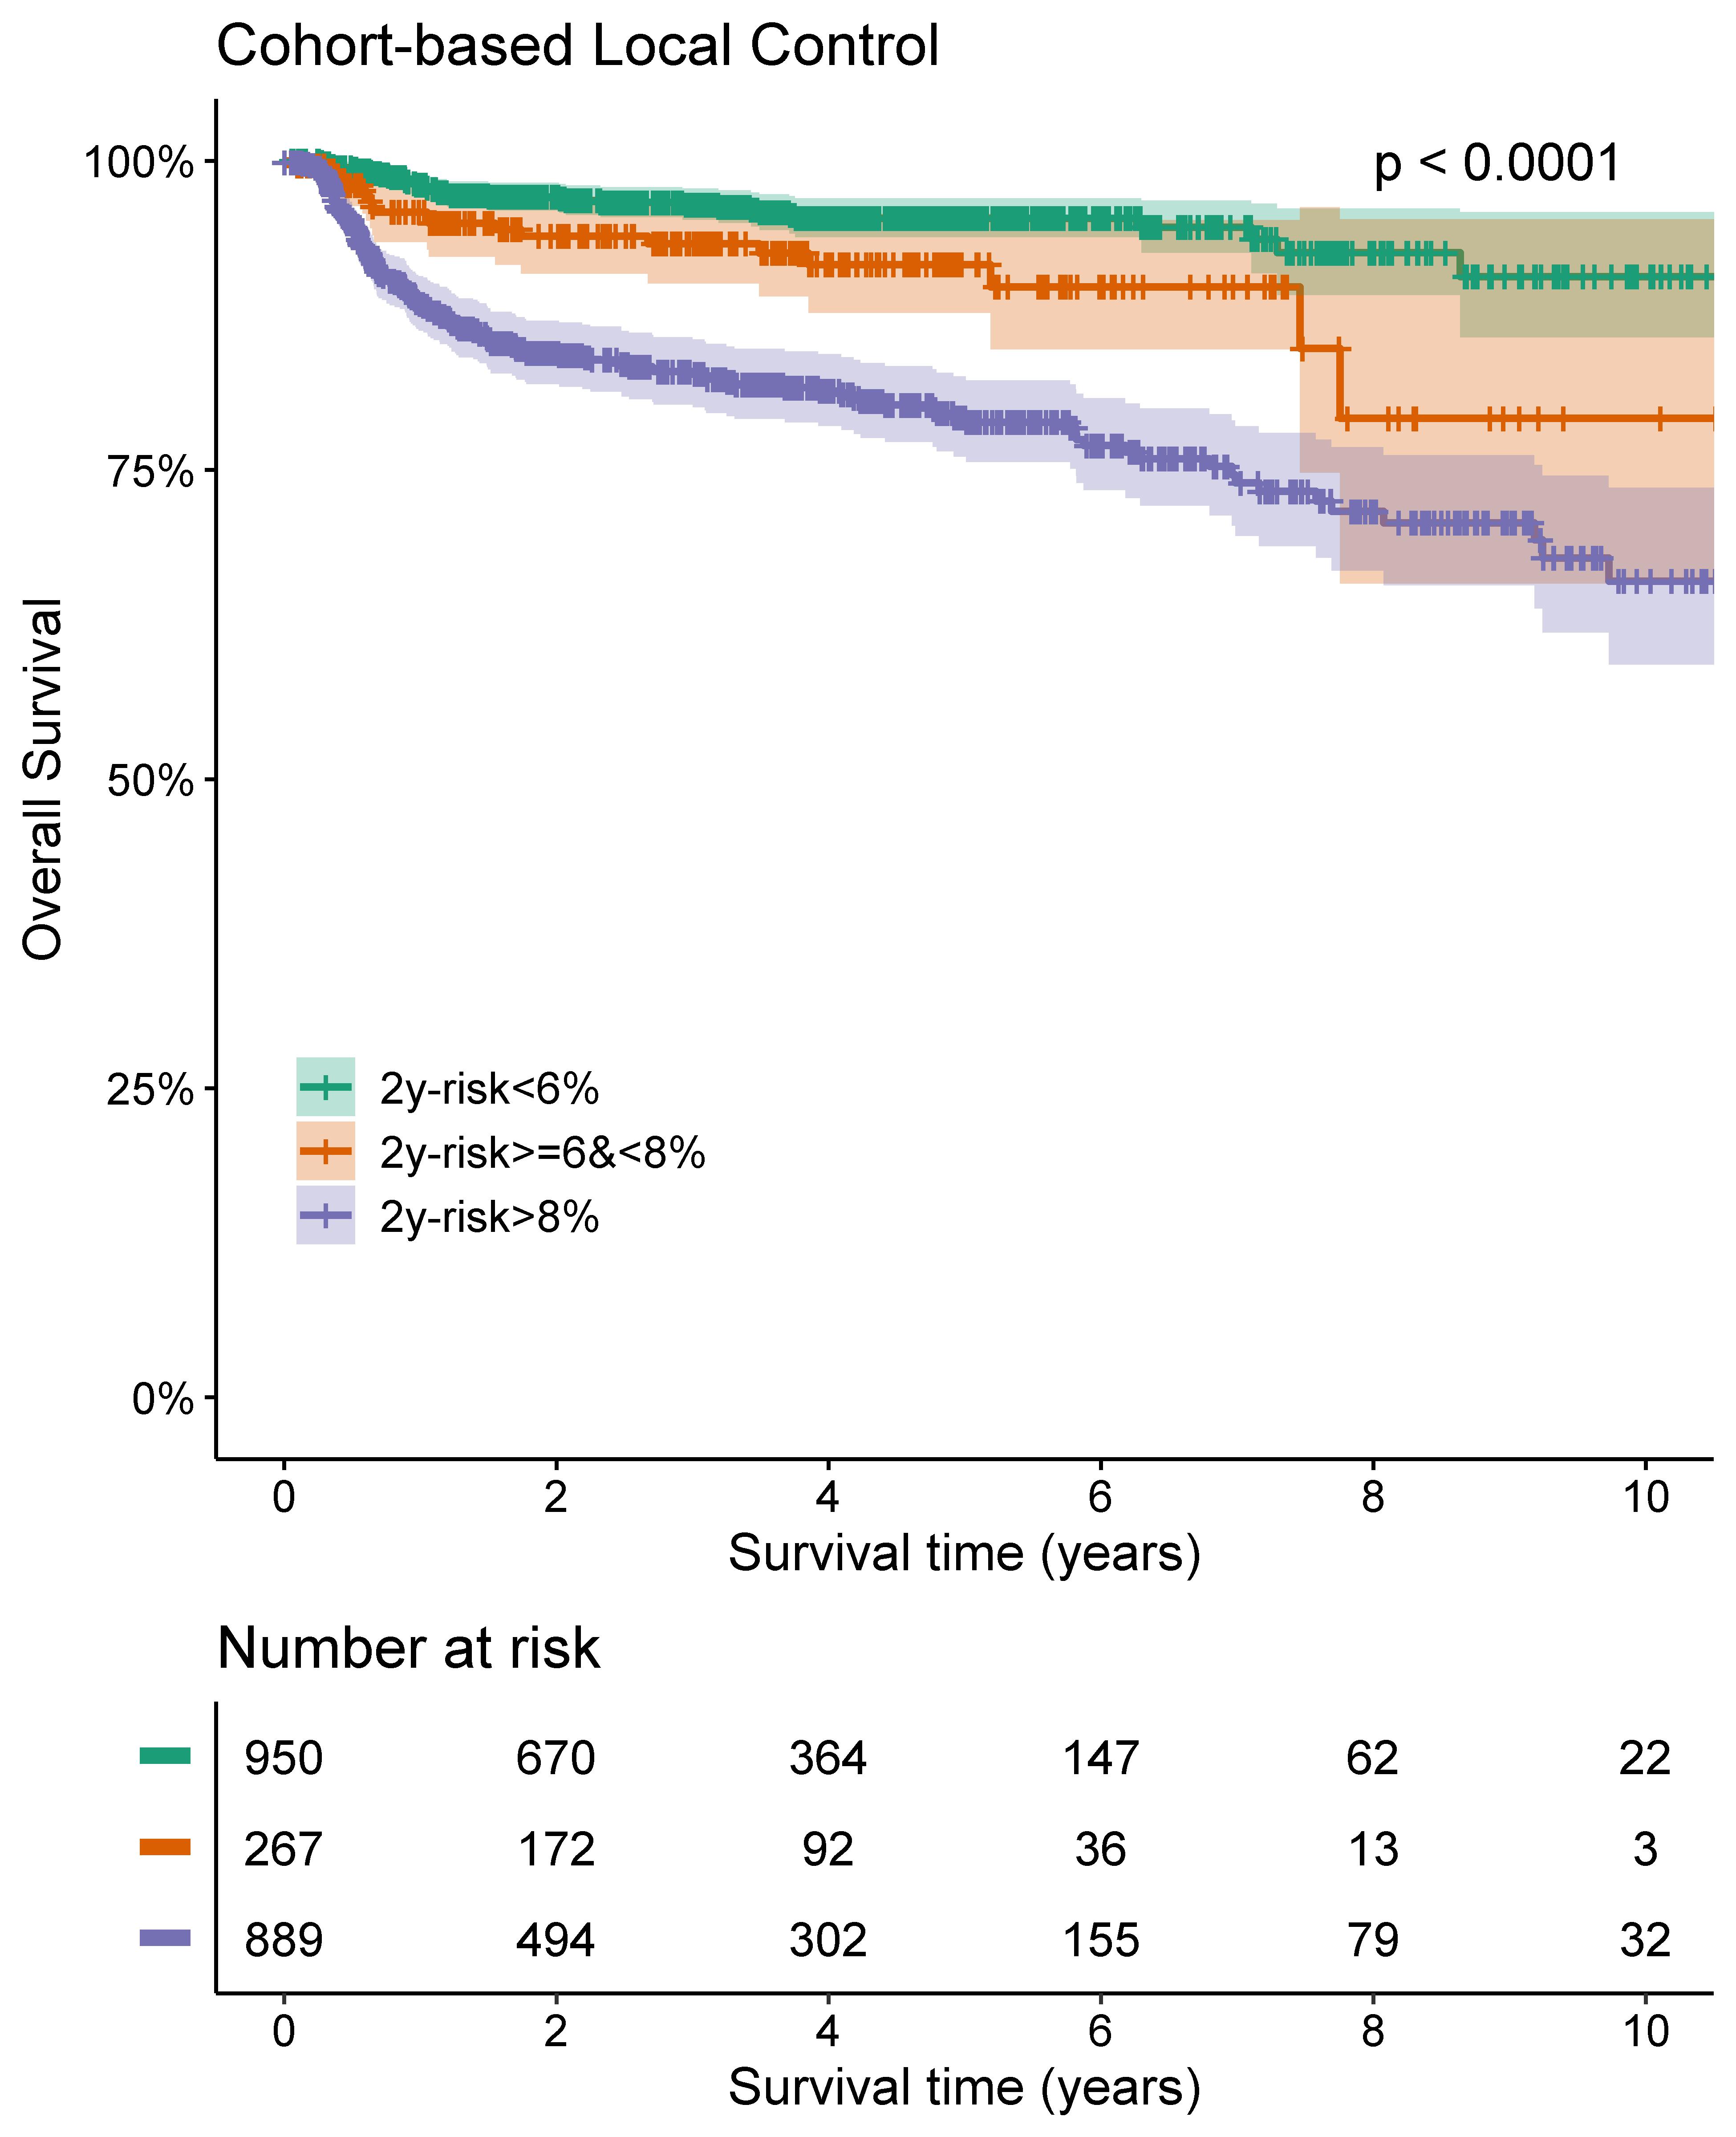 Cohort-based Local Control
p < 0.0001
100%
75%
50%
25%
0%
Overall Survival
2y-risk<6%
2y-risk>=6&<8%
2y-risk>8%
0 2 4 6 8 10
Survival time (years)
Number at risk
950 670 364 147 62 22
267 172 92 36 13 3
889 494 302 155 79 32
0 2 4 6 8 10
Survival time (years)